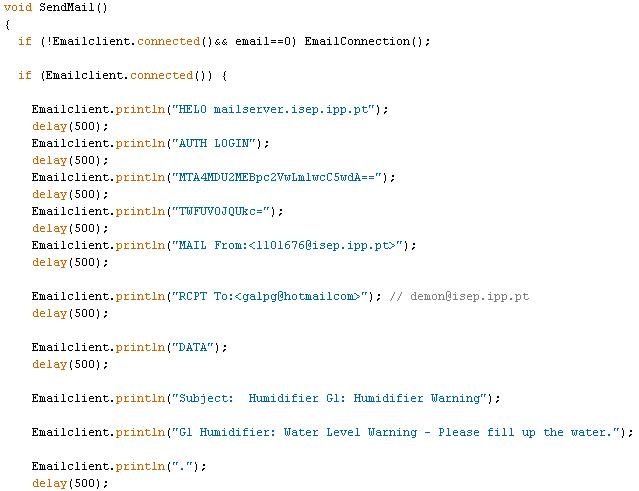 void SendMail()
{
if (!Emailclient.connected()&& email==0) EmailConnection();
if (Emailclient.connected()) {
Emailclient.println("HELO mailserver.isep.ipp.pt");
delay(500);
Emailclient.println("AUTH LOGIN");
delay(500);
Emailclient.println("MTA4MDU2MEBpc2VwLmlwcC5wdA==");
delay(500);
Emailclient.println("TWFUV0JQUkc=");
delay(500);
Emailclient.println("MAIL From:<1101676@isep.ipp.pt>");
delay(500);
Emailclient.println("RCPT To:<galpg@hotmailcom>"); // demon@isep.ipp.pt
delay(500);
Emailclient.println("DATA");
delay(500);
Emailclient.println("Subject:  Humidifier G1: Humidifier Warning");
Emailclient.println("G1 Humidifier: Water Level Warning - Please fill up the water.");
Emailclient.println(".");
delay(500);